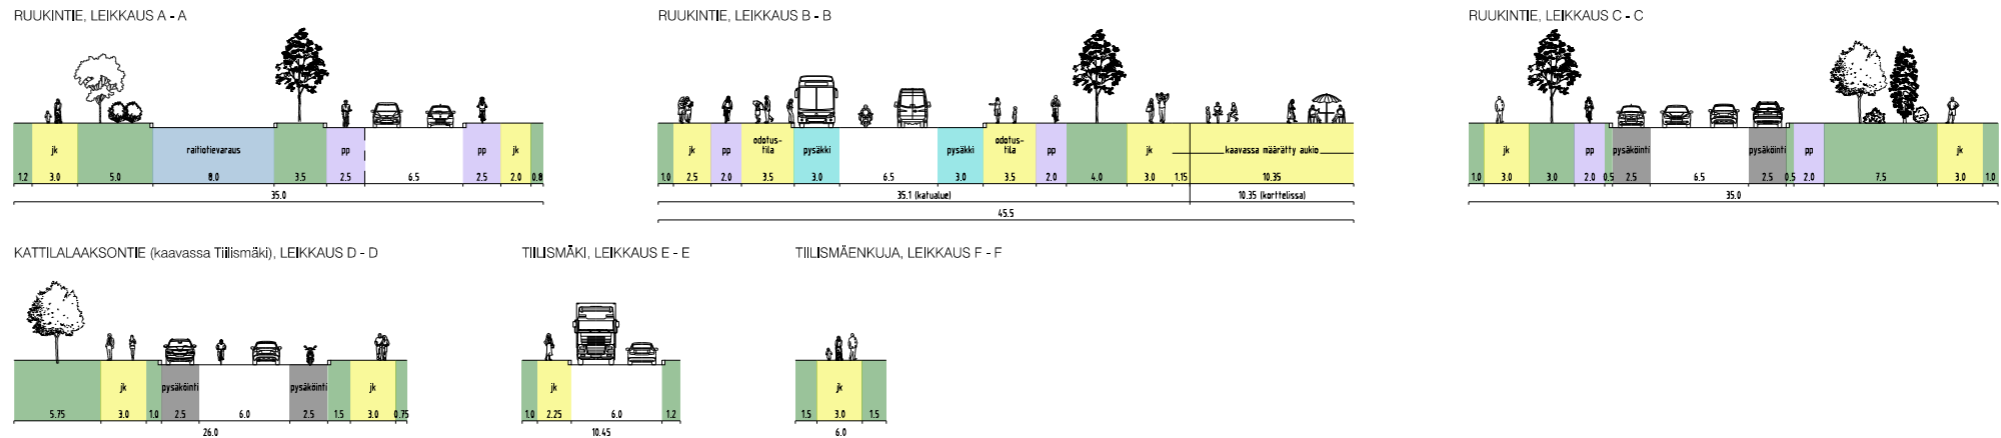 RUUKINTIE, LEIKKAUS A - A
jk raitiotievaraus pp pp jk
1.2 3.0 5.0 8.0 3.5 2.5 6.5 2.5 2.0 0.8
35.0
RUUKINTIE, LEIKKAUS B - B
jk pp odotus- tila pysäkki pysäkki odotus- tila pp jk kaavassa määrätty aukio
1.0 2.5 2.0 3.5 3.0 6.5 3.0 3.5 2.0 4.0 3.0 1.15 10.35
35.1 (katualue) 10.35 (korttelissa)
45.5
RUUKINTIE, LEIKKAUS C - C
jk pp pysäköinti pysäköinti pp jk
1.0 3.0 3.0 2.0 0.5 2.5 6.5 2.5 0.5 2.0 7.5 3.0 1.0
35.0
KATTILALAAKSONTIE (kaavassa Tiilismäki), LEIKKAUS D - D
jk pysäköinti pysäköinti jk
5.75 3.0 1.0 2.5 6.0 2.5 1.5 3.0 0.75
26.0
TIILISMÄKI, LEIKKAUS E - E
jk
1.0 2.25 6.0 1.2
10.45
TIILISMÄENKUJA, LEIKKAUS F - F
jk
1.5 3.0 1.5
6.0